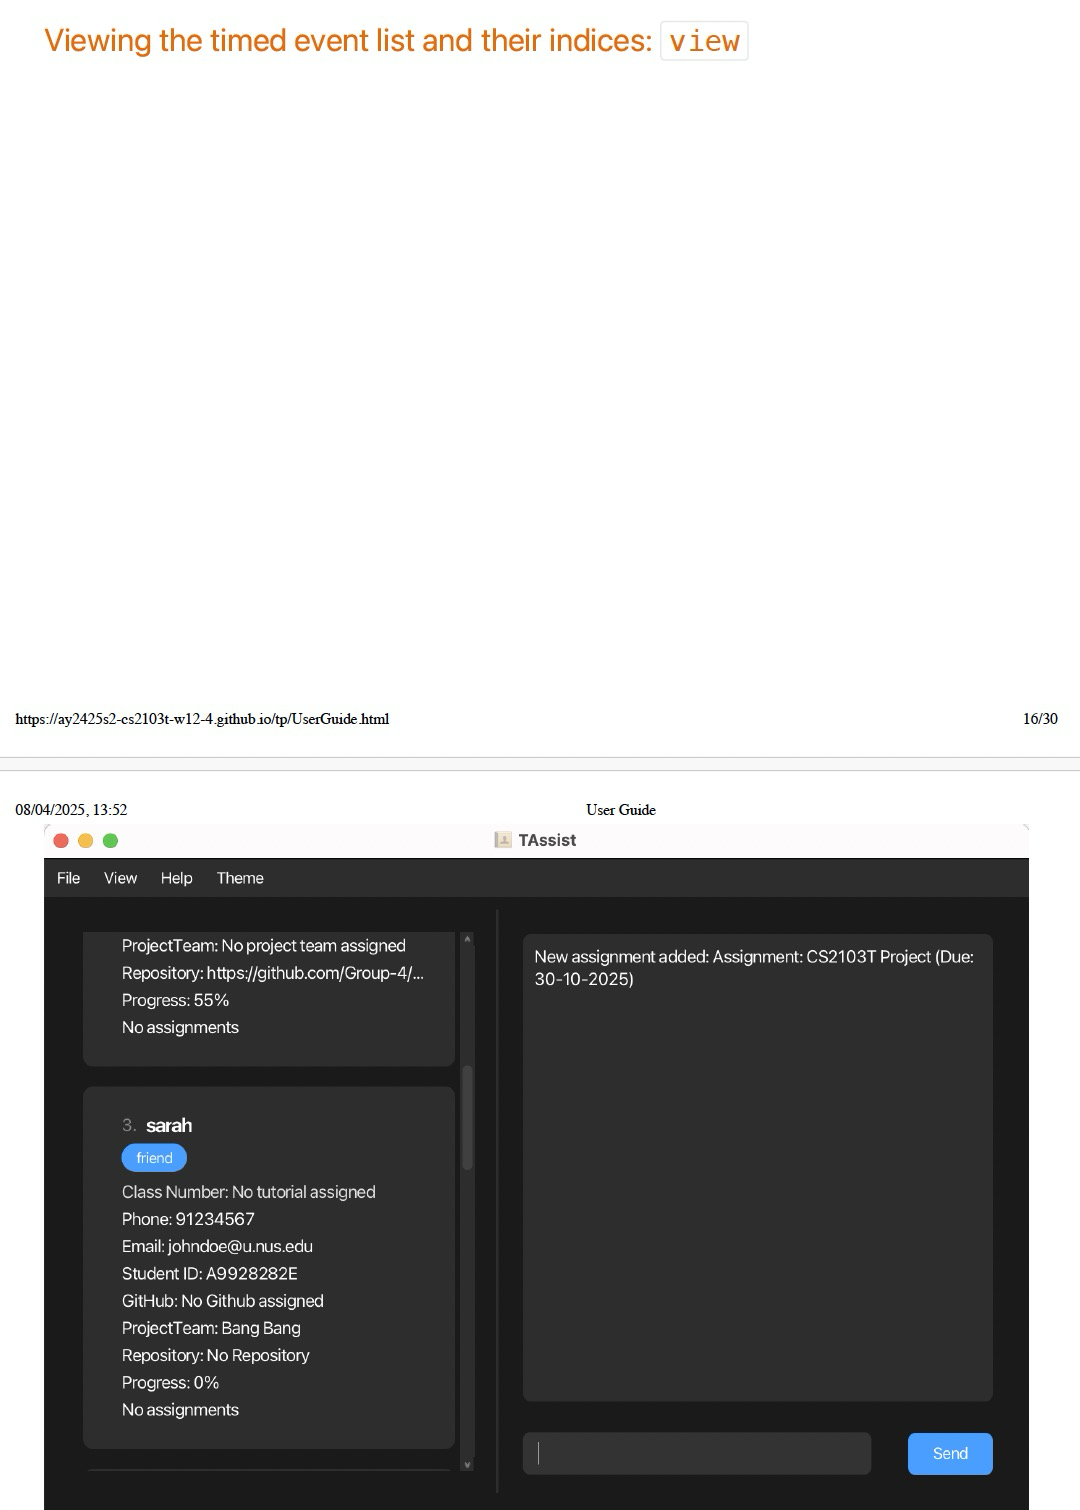 Viewing the timed event list and their indices: view
https://ay2425s2-cs2103t-w12-4.github.io/tp/UserGuide.html 16/30
08/04/2025, 13:52 User Guide
TAssist
File View Help Theme
ProjectTeam: No project team assigned
Repository: https://github.com/Group-4/...
Progress: 55%
No assignments
3. sarah
friend
Class Number: No tutorial assigned
Phone: 91234567
Email: johndoe@u.nus.edu
Student ID: A9928282E
GitHub: No Github assigned
ProjectTeam: Bang Bang
Repository: No Repository
Progress: 0%
No assignments
New assignment added: Assignment: CS2103T Project (Due:
30-10-2025)
Send